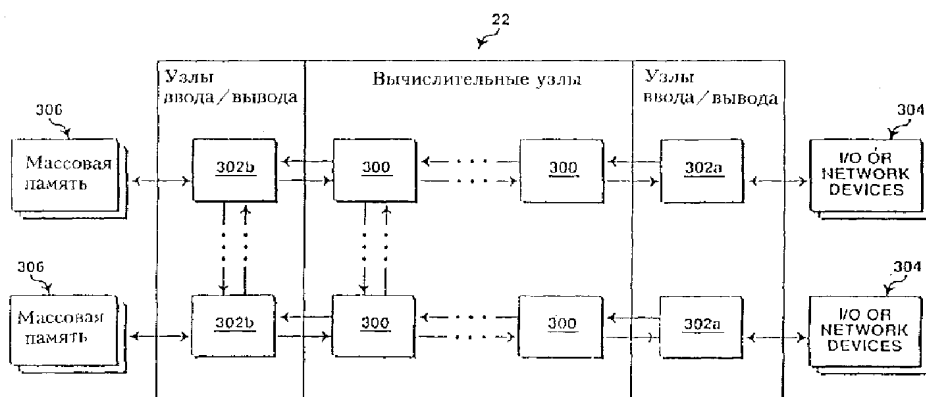 22
Узлы
ввода/вывода
Вычислительные узлы
Узлы
ввода/вывода
306
304
Массовая
память
302b
300
300
302a
I/O OR
NETWORK
DEVICES
306
304
Массовая
память
302b
300
300
302a
I/O OR
NETWORK
DEVICES